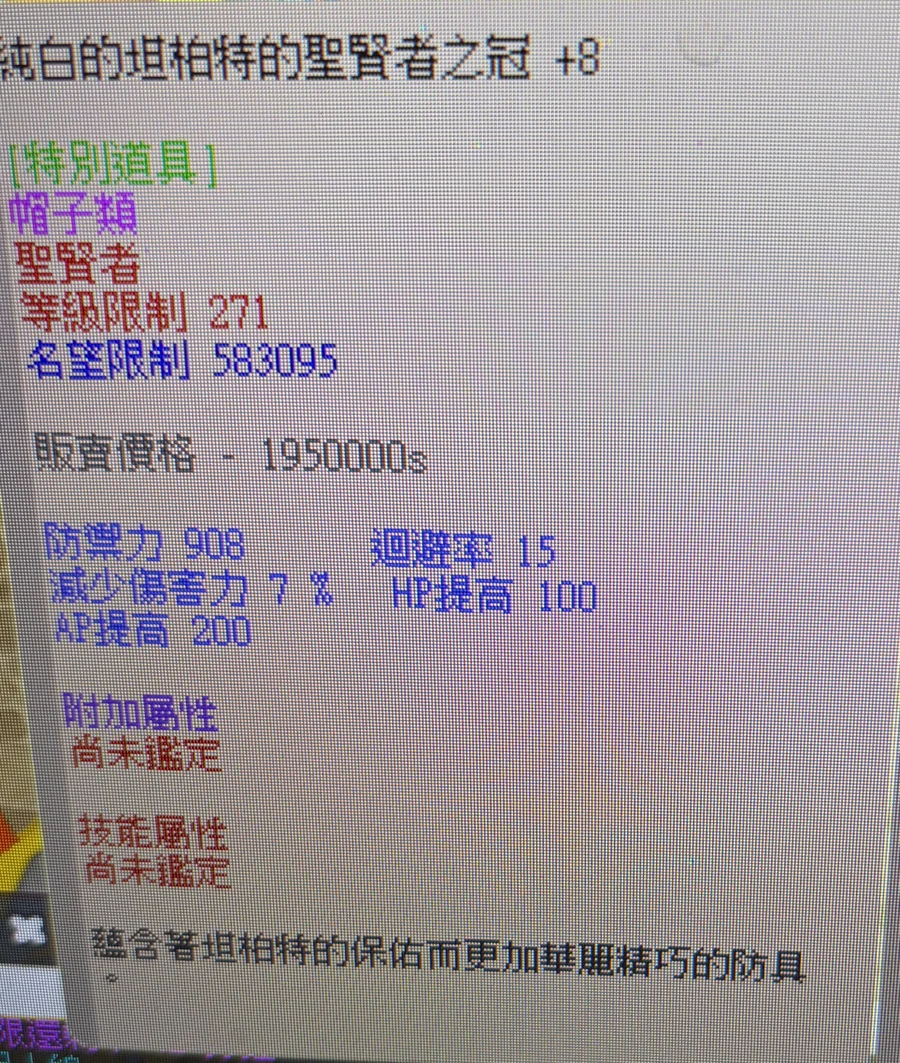 純白的坦柏特的聖賢者之冠 +8
[特別道具]
帽子類
聖賢者
等級限制 271
名望限制 583095
販賣價格 - 1950000s
防禦力 908 迴避率 15
減少傷害力 7 % HP提高 100
AP提高 200
附加屬性
尚未鑑定
技能屬性
尚未鑑定
蘊含著坦柏特的保佑而更加華麗精巧的防具
。